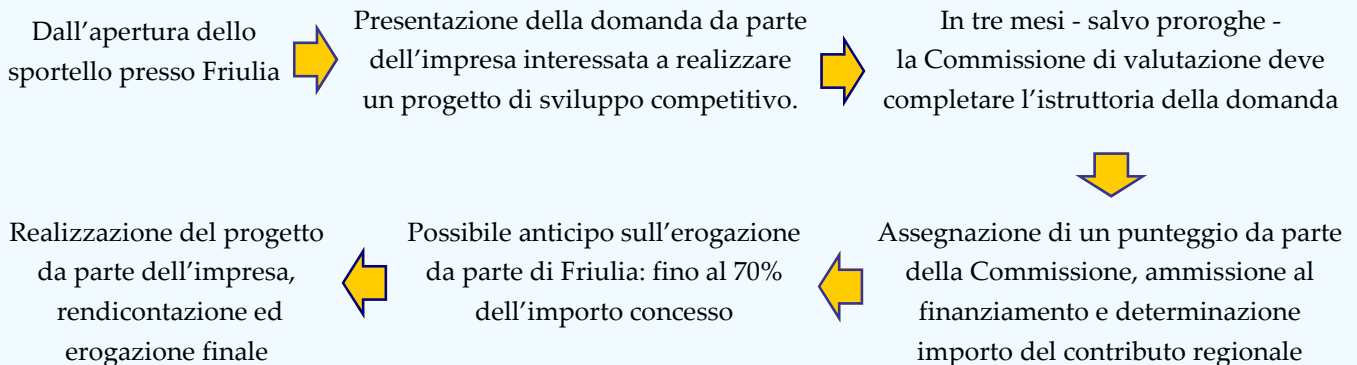 Dall’apertura dello
sportello presso Friulia
Presentazione della domanda da parte
dell’impresa interessata a realizzare
un progetto di sviluppo competitivo.
In tre mesi - salvo proroghe -
la Commissione di valutazione deve
completare l’istruttoria della domanda
Assegnazione di un punteggio da parte
della Commissione, ammissione al
finanziamento e determinazione
importo del contributo regionale
Possibile anticipo sull’erogazione
da parte di Friulia: fino al 70%
dell’importo concesso
Realizzazione del progetto
da parte dell’impresa,
rendicontazione ed
erogazione finale